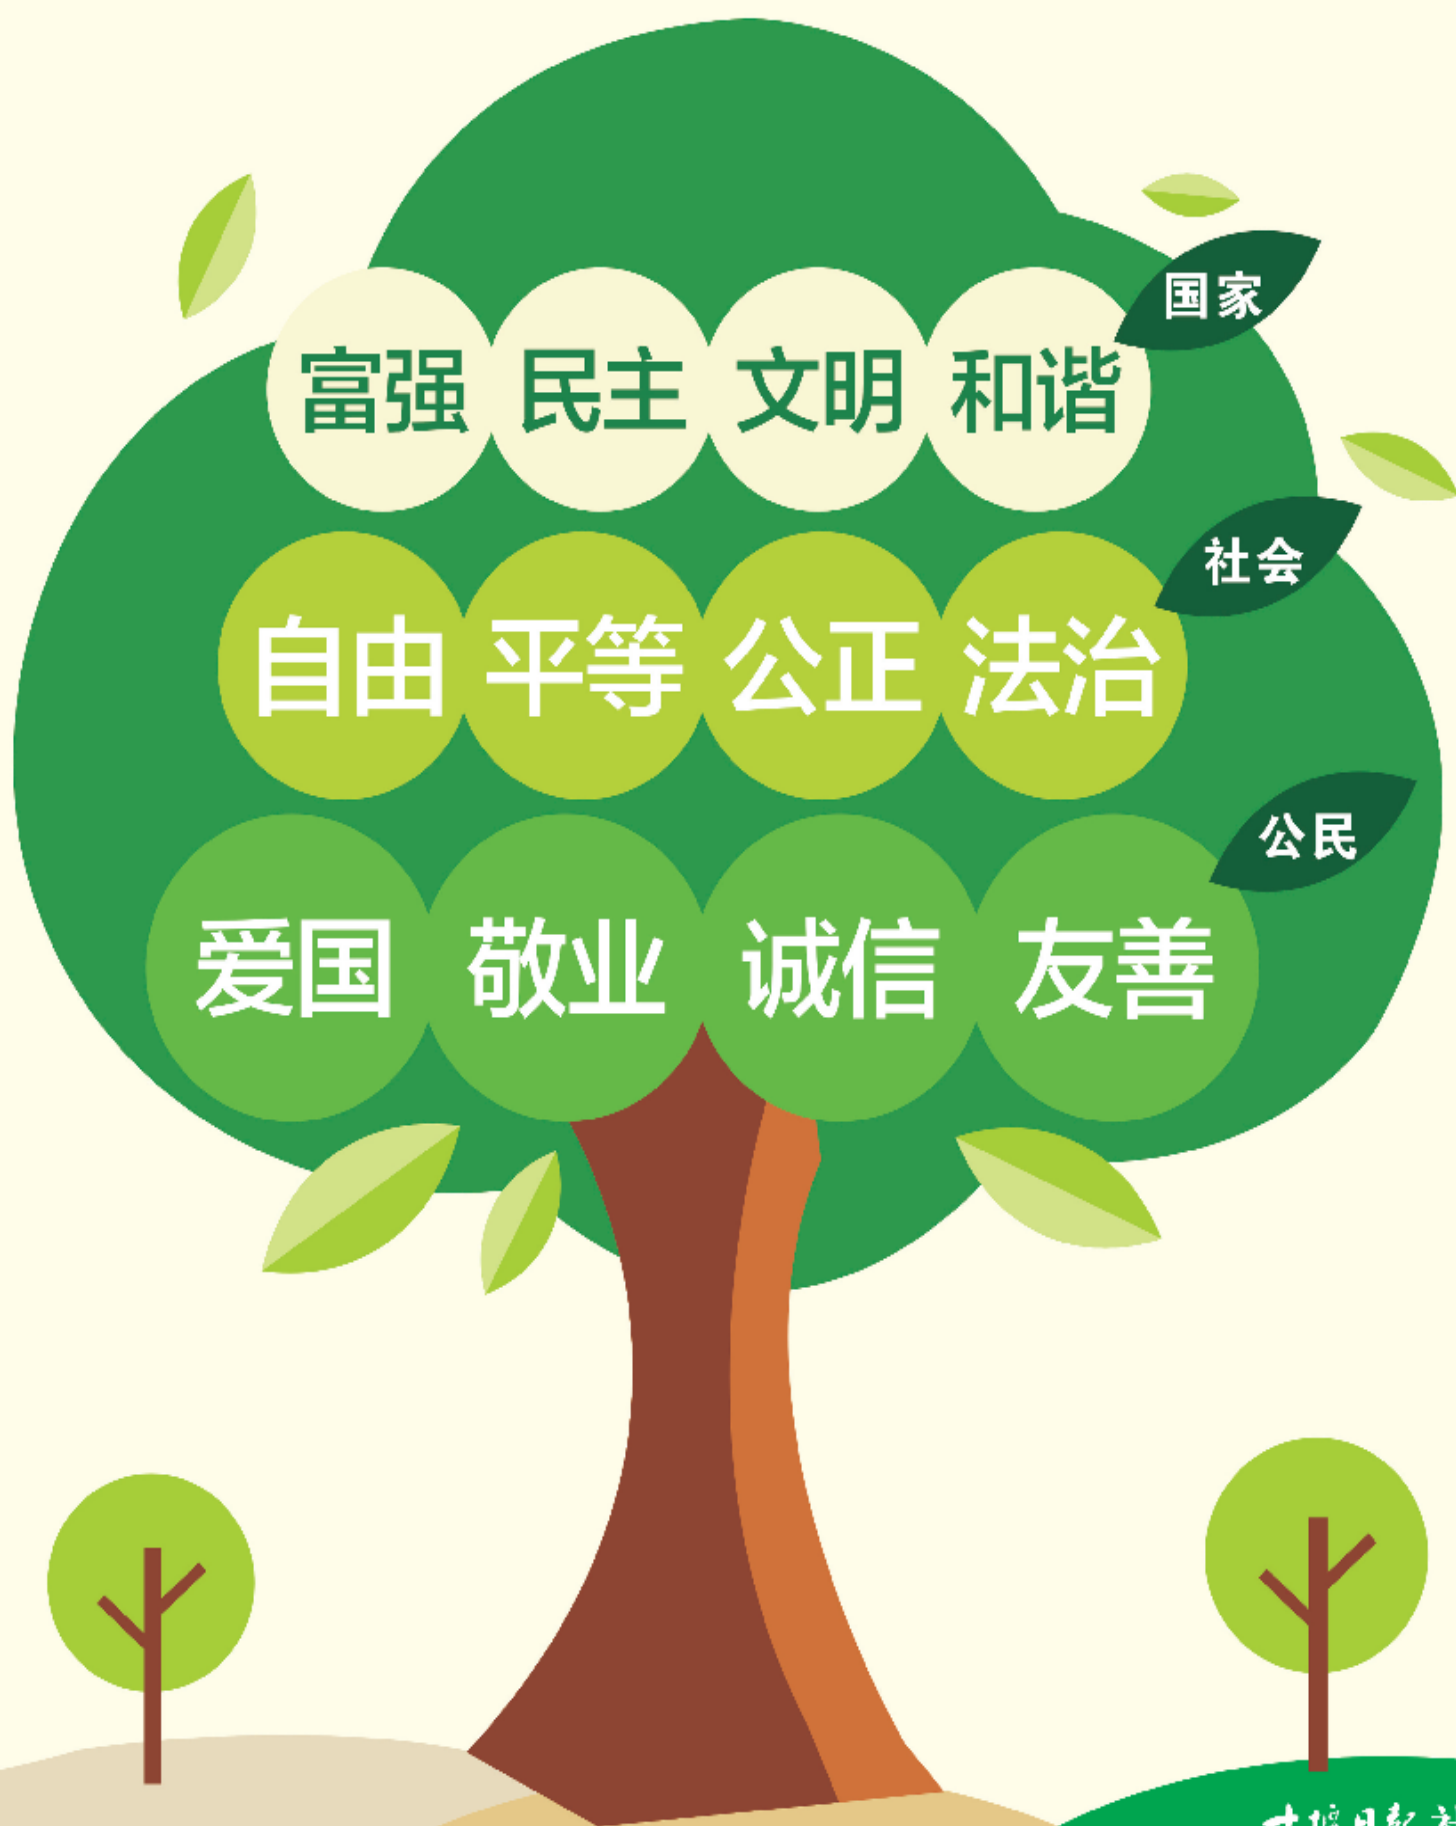 国家
富强 民主 文明 和谐
社会
自由 平等 公正 法治
公民
爱国 敬业 诚信 友善